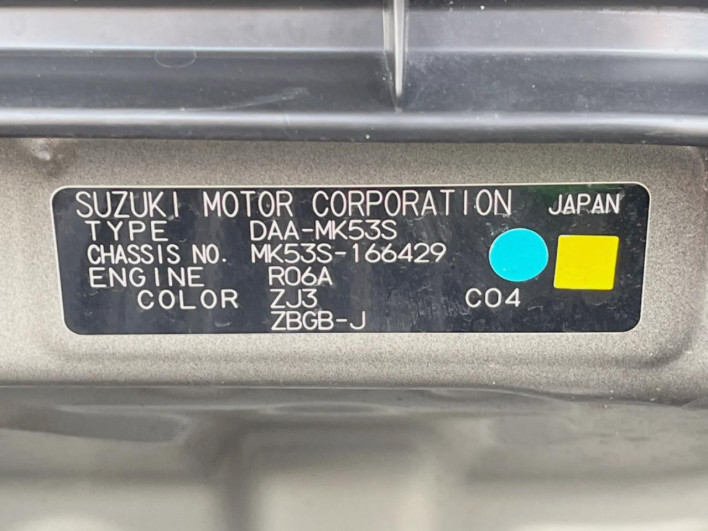 SUZUKI MOTOR CORPORATION JAPAN
TYPE DAA-MK53S
CHASSIS NO. MK53S-166429
ENGINE R06A
COLOR ZJ3 C04
ZBGB-J